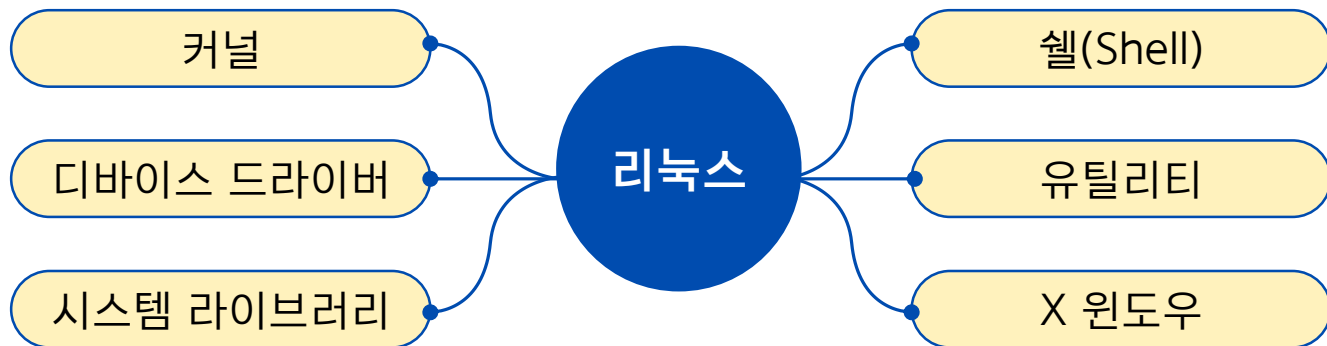 커널
디바이스 드라이버
시스템 라이브러리
리눅스
쉘(Shell)
유틸리티
X 윈도우